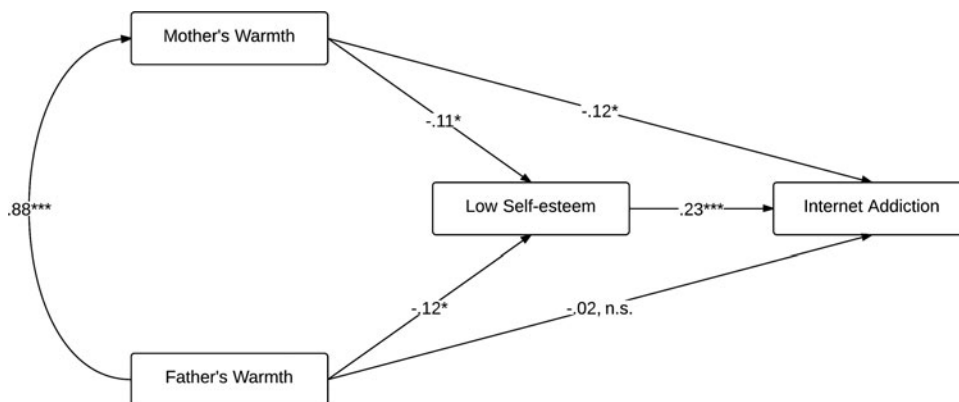 Mother's Warmth
-.11*
-.12*
.88***
Low Self-esteem
.23***
Internet Addiction
-.12*
-.02, n.s.
Father's Warmth